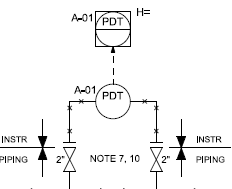 A-01 H=
PDT
A-01
PDT
INSTR INSTR
PIPING 2" NOTE 7, 10 2" PIPING